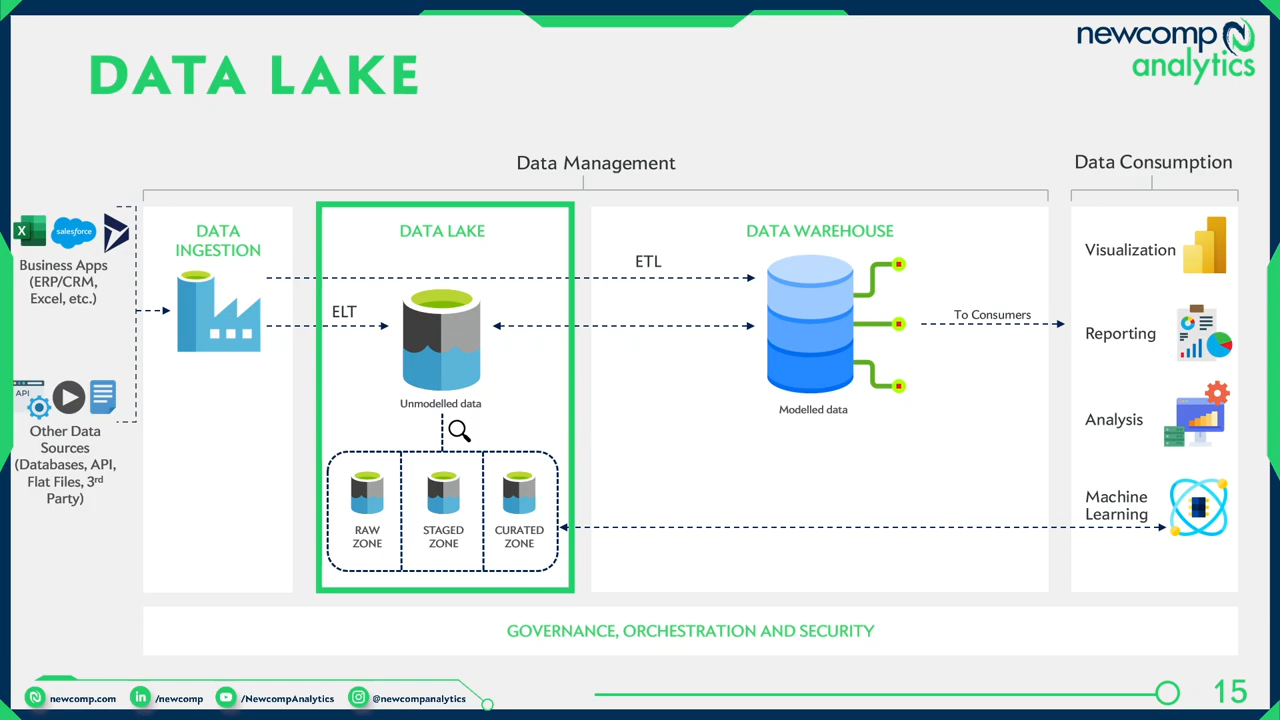 DATA LAKE
newcomp
analytics
Data Management
Data Consumption
X
salesforce
Business Apps
(ERP/CRM,
Excel, etc.)
API
Other Data
Sources
(Databases, API,
Flat Files, 3rd
Party)
DATA
INGESTION
ELT
DATA LAKE
Unmodelled data
RAW
ZONE
STAGED
ZONE
CURATED
ZONE
ETL
DATA WAREHOUSE
Modelled data
To Consumers
Visualization
Reporting
Analysis
Machine
Learning
GOVERNANCE, ORCHESTRATION AND SECURITY
newcomp.com
in
/newcomp
/NewcompAnalytics
@newcompanalytics
15